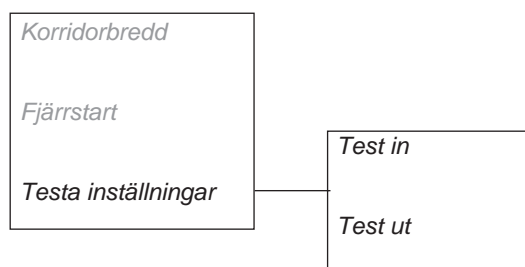 Korridorbredd
Fjärrstart
Testa inställningar
Test in
Test ut